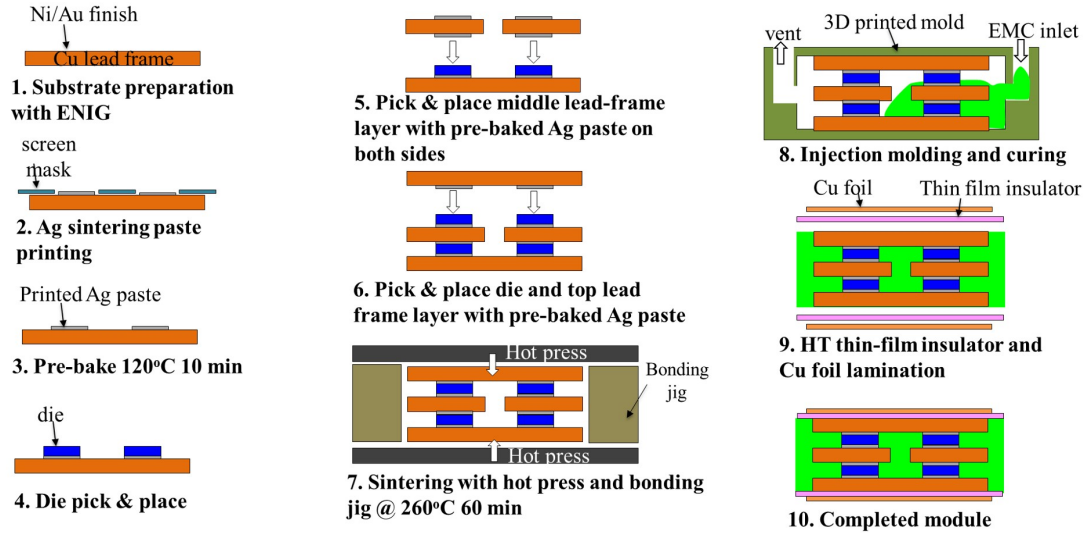 Ni/Au finish
Cu lead frame
1. Substrate preparation
with ENIG
screen
mask
2. Ag sintering paste
printing
Printed Ag paste
3. Pre-bake 120°C 10 min
die
4. Die pick & place
5. Pick & place middle lead-frame
layer with pre-baked Ag paste on
both sides
6. Pick & place die and top lead
frame layer with pre-baked Ag paste
Hot press
Bonding
jig
Hot press
7. Sintering with hot press and bonding
jig @ 260°C 60 min
3D printed mold
vent
EMC inlet
8. Injection molding and curing
Cu foil
Thin film insulator
9. HT thin-film insulator and
Cu foil lamination
10. Completed module